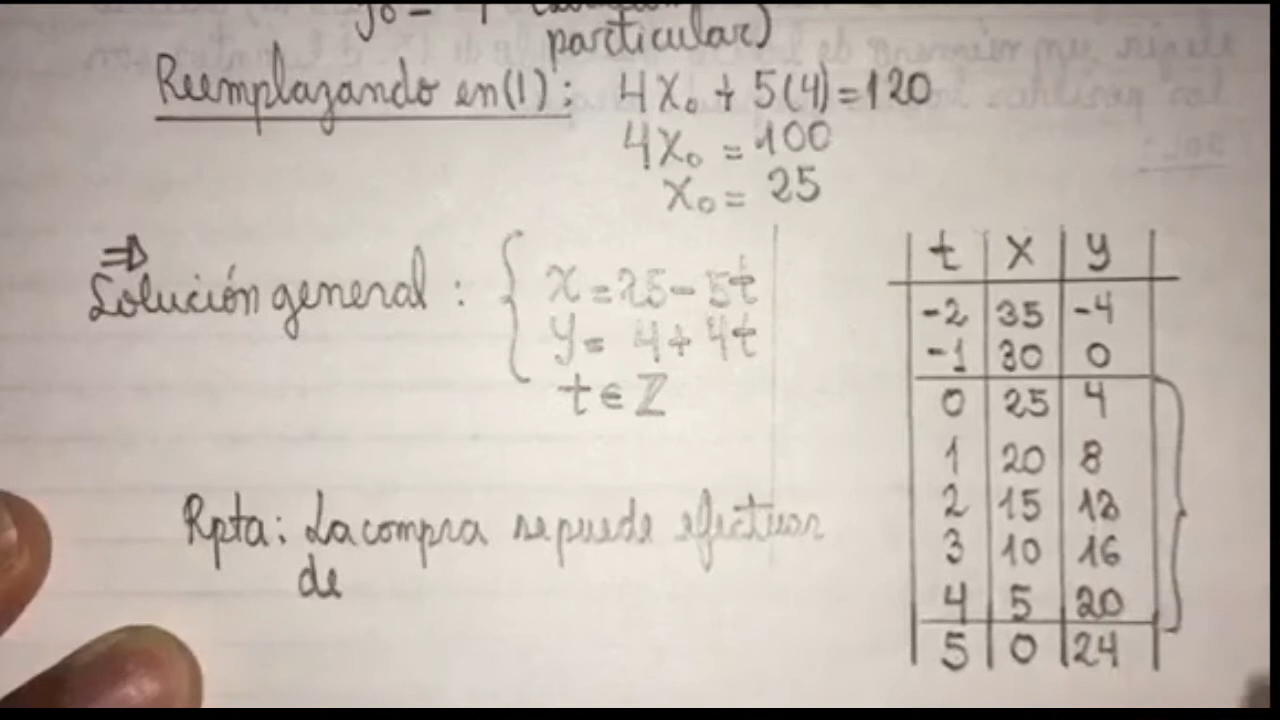 particular)
Reemplazando en (1): 4X₀ + 5(4) = 120
4X₀ = 100
X₀ = 25
⇒
Solución general: { x = 25 - 5t
y = 4 + 4t
t ∈ ℤ
Rpta: La compra se puede efectuar
de
t x y
-2 35 -4
-1 30 0
0 25 4
1 20 8
2 15 12
3 10 16
4 5 20
5 0 24